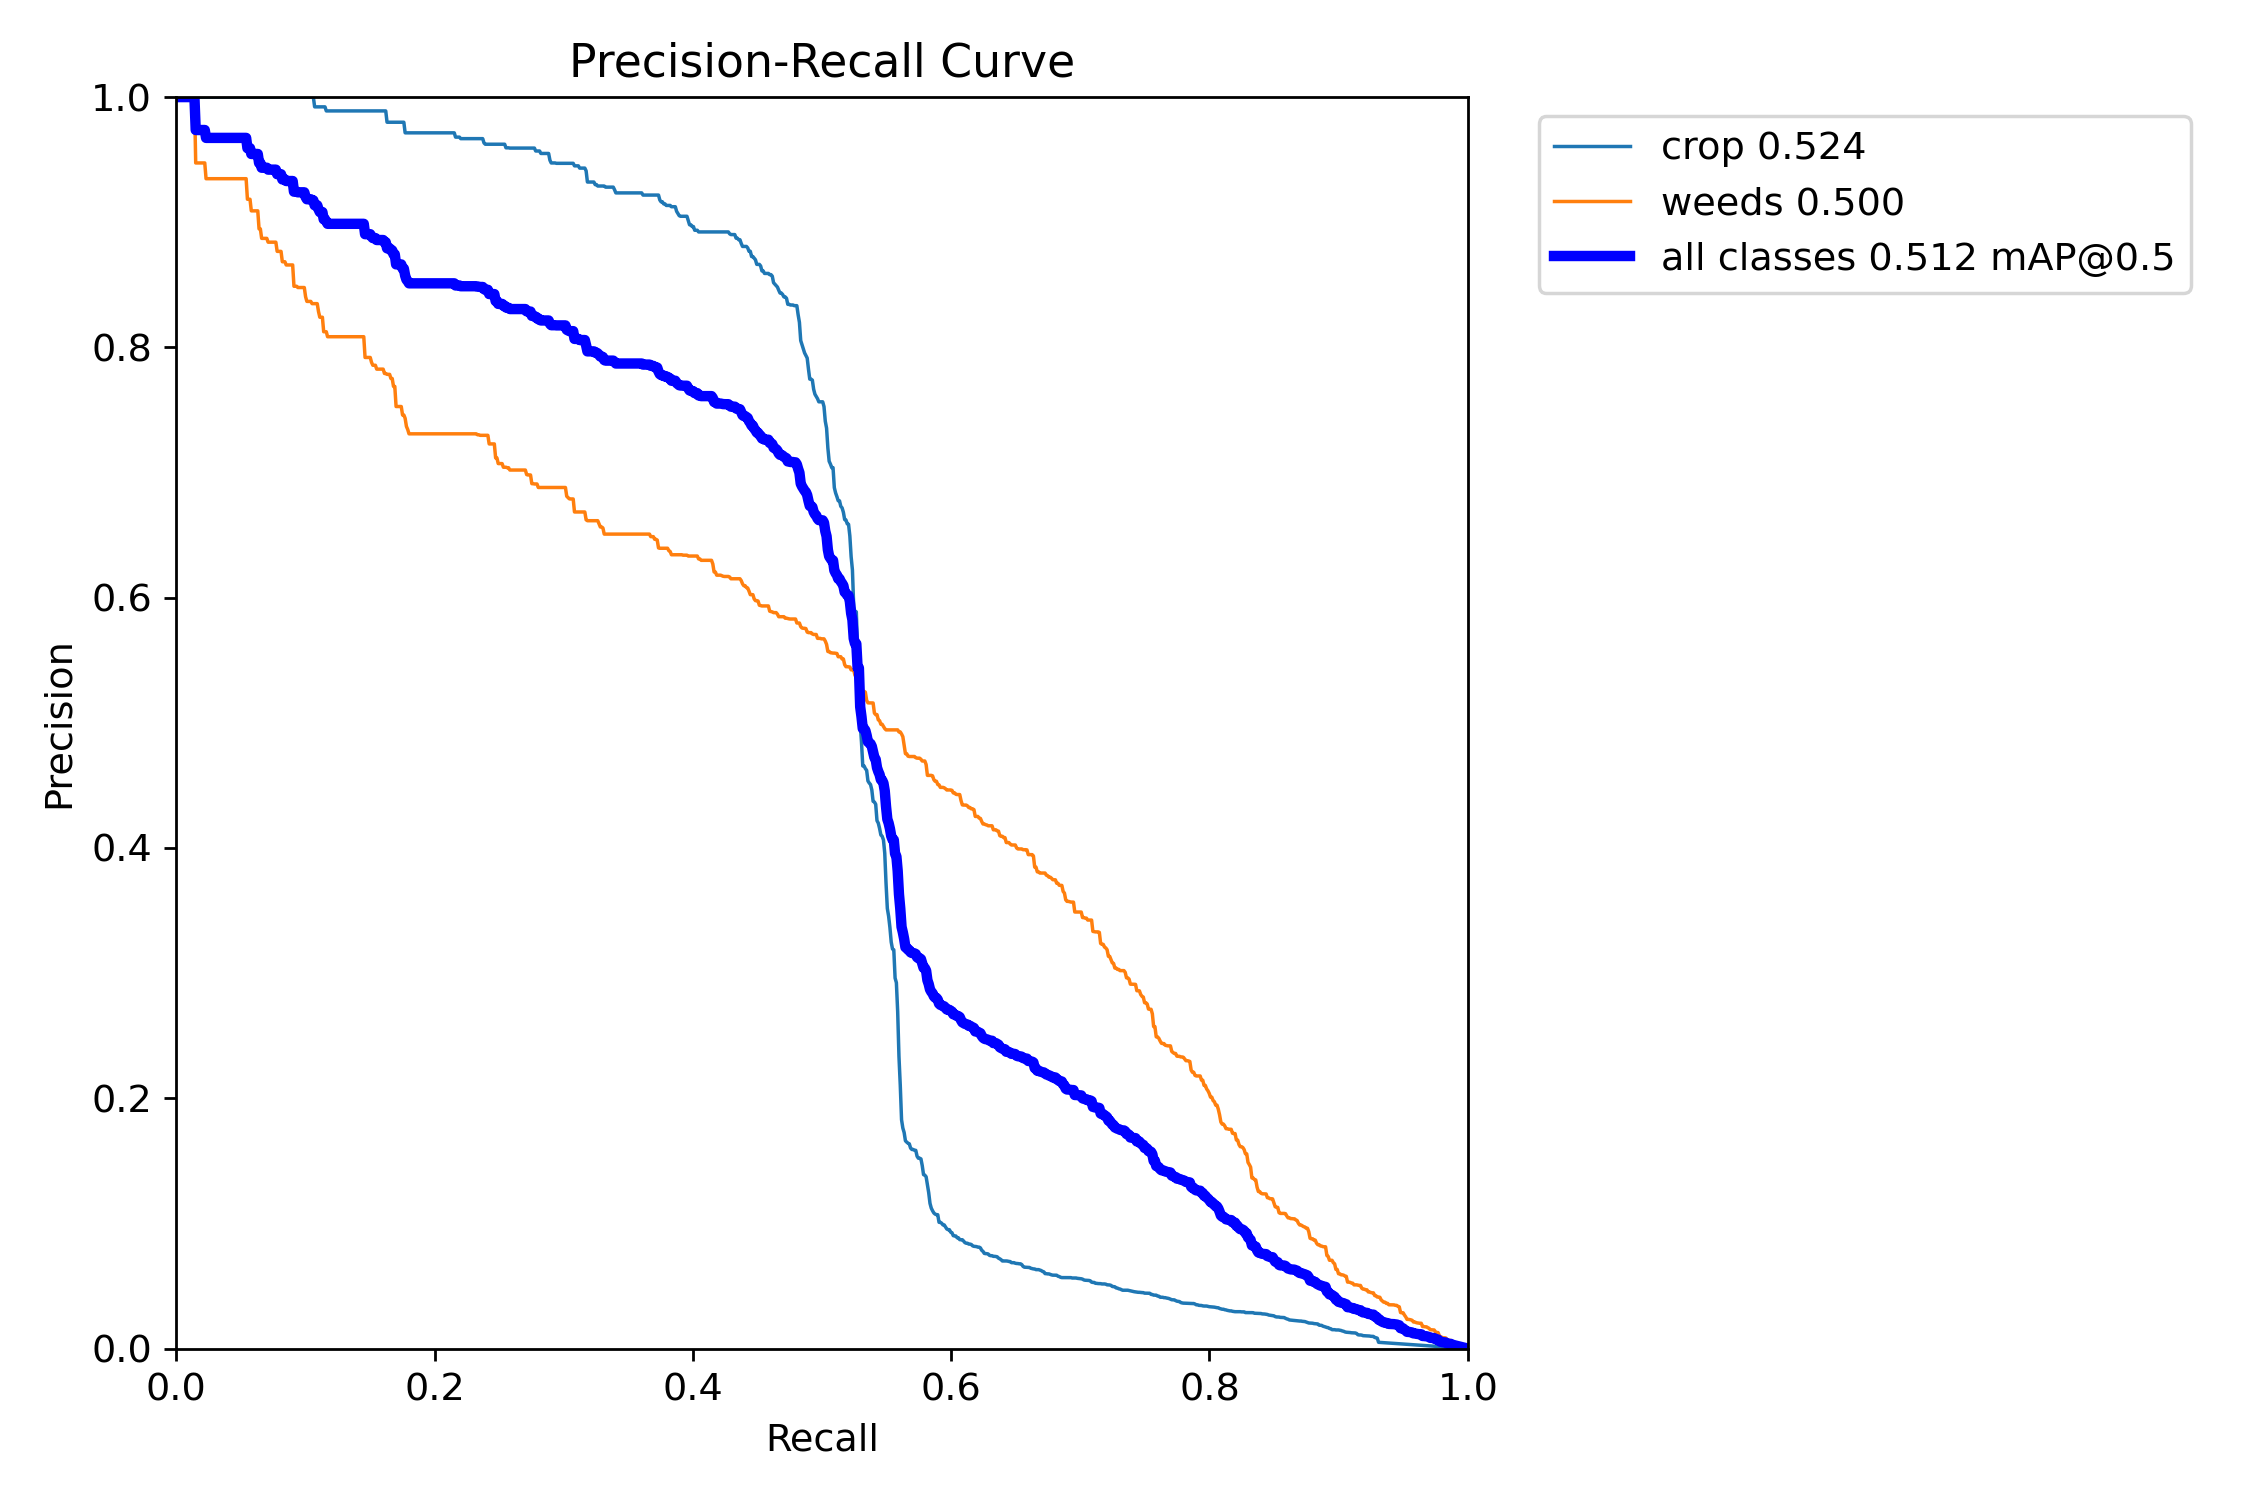 Precision-Recall Curve
crop 0.524
weeds 0.500
all classes 0.512 mAP@0.5
Precision
1.0
0.8
0.6
0.4
0.2
0.0
0.0 0.2 0.4 0.6 0.8 1.0
Recall